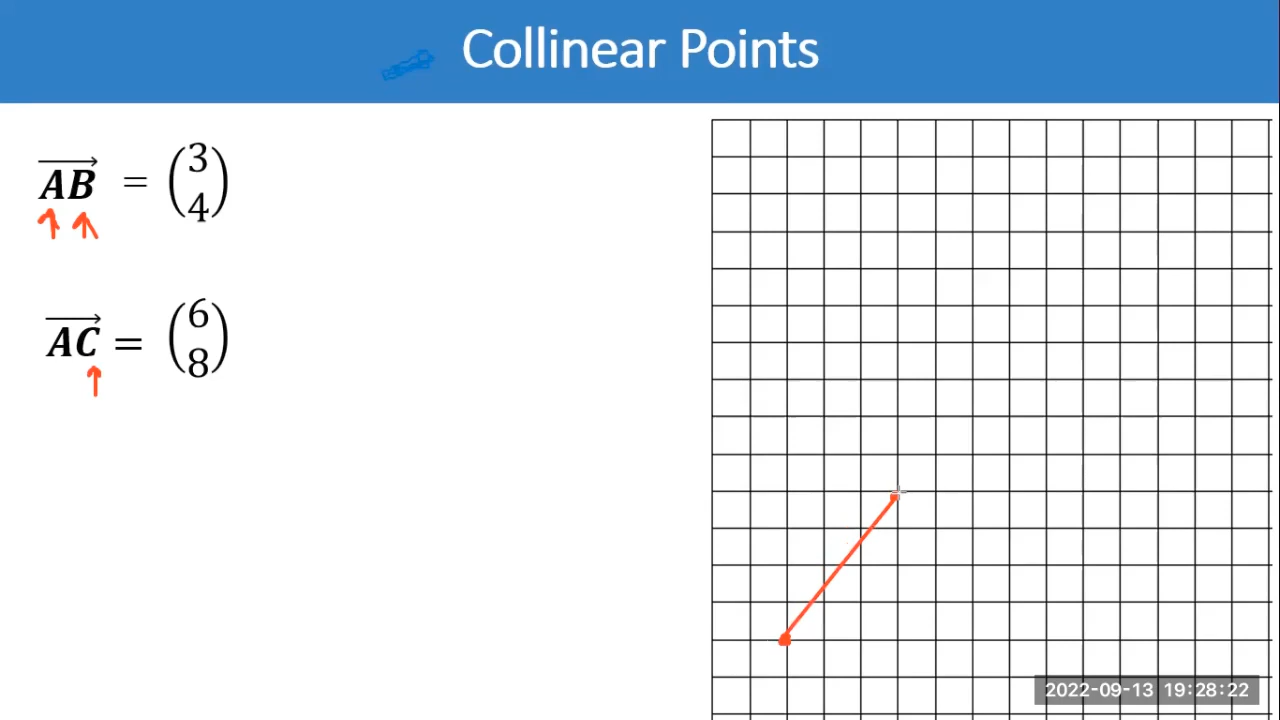 Collinear Points
AB = (3
4)
AC = (6
8)
2022-09-13 19:28:22